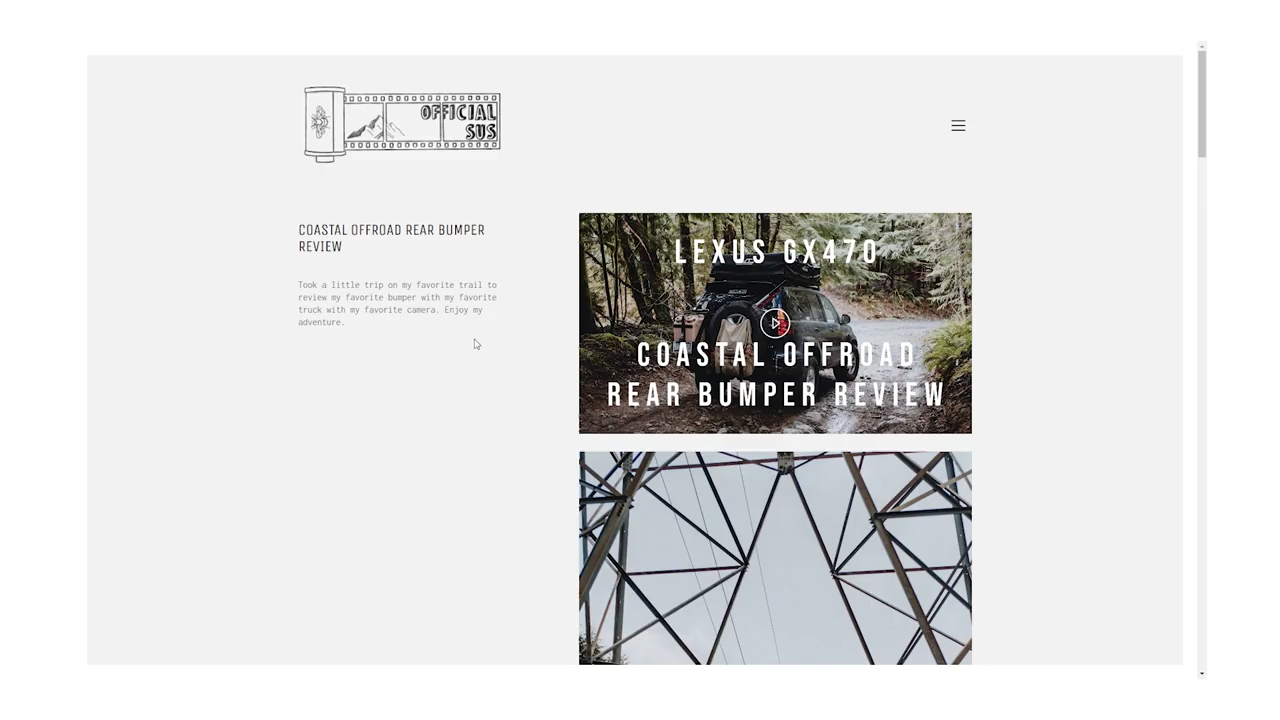 OFFICIAL
SUS
COASTAL OFFROAD REAR BUMPER
REVIEW
Took a little trip on my favorite trail to
review my favorite bumper with my favorite
truck with my favorite camera. Enjoy my
adventure.
LEXUS GX470
COASTAL OFFROAD
REAR BUMPER REVIEW